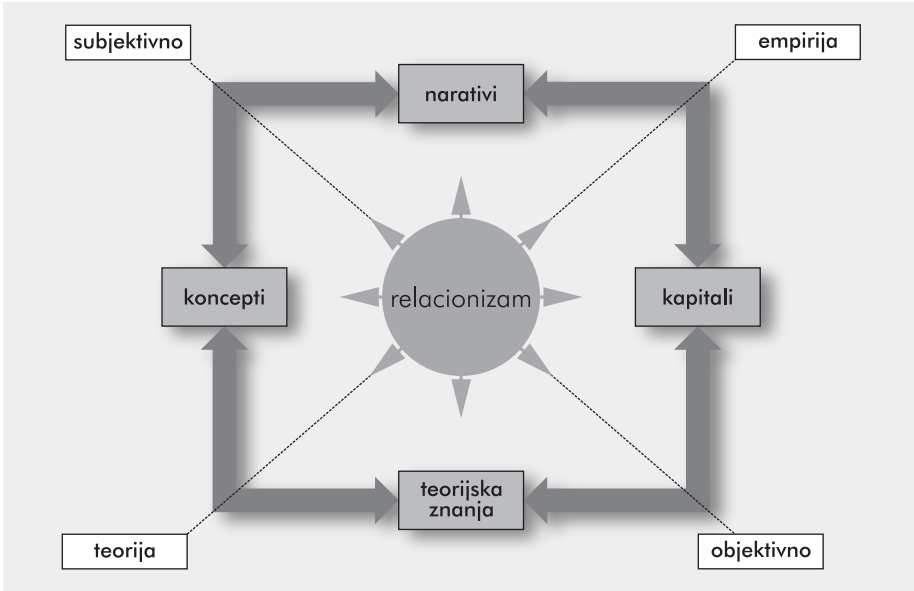 subjektivno
empirija
narativi
koncepti
relacionizam
kapitali
teorijska
znanja
teorija
objektivno